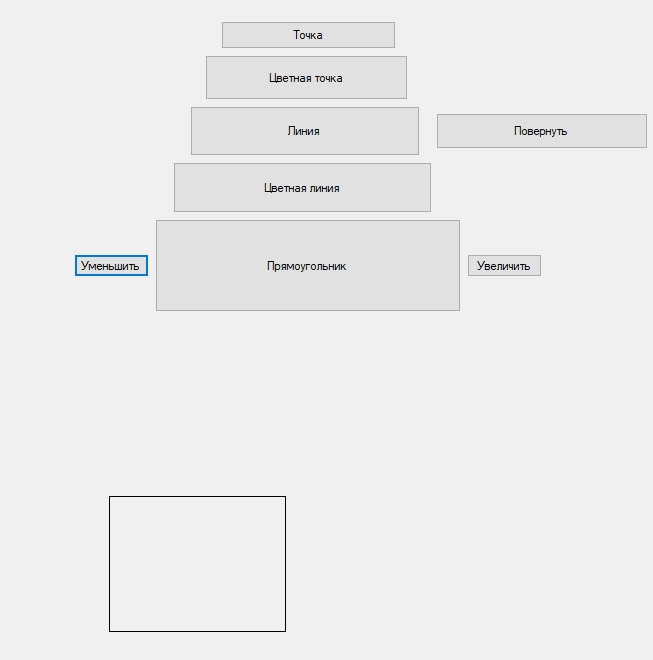 Точка
Цветная точка
Линия
Повернуть
Цветная линия
Уменьшить
Прямоугольник
Увеличить